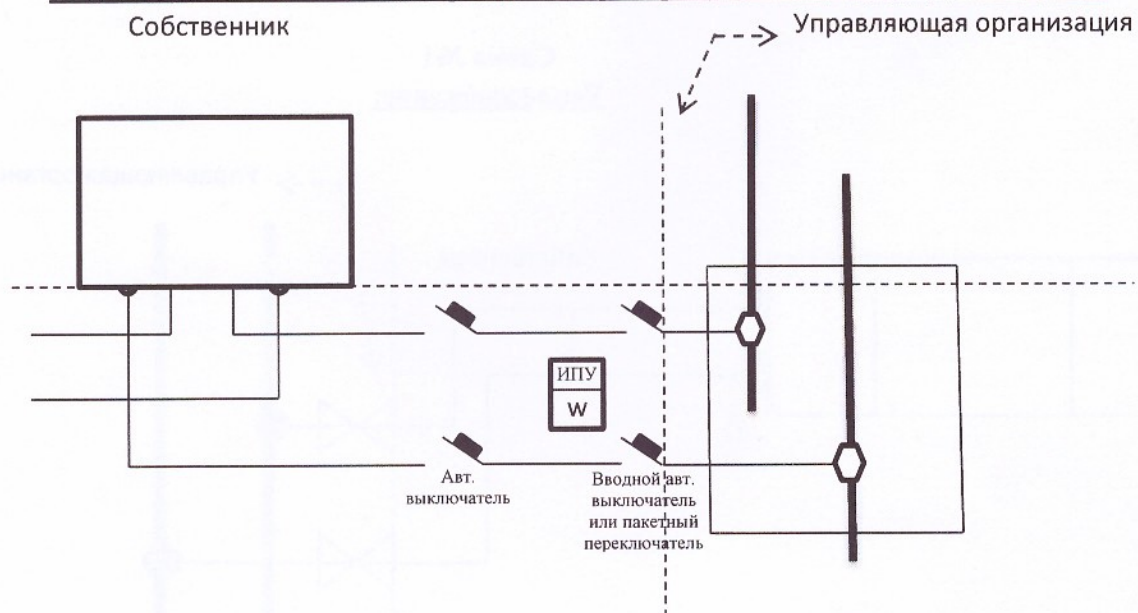 Собственник
Управляющая организация
ИПУ
W
Авт.
выключатель
Вводной авт.
выключатель
или пакетный
переключатель